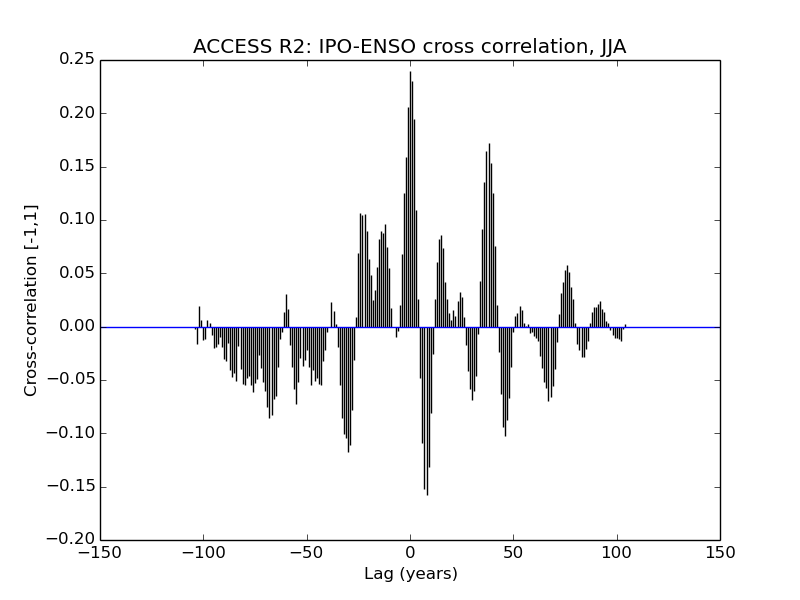 ACCESS R2: IPO-ENSO cross correlation, JJA
0.25
0.20
0.15
0.10
0.05
0.00
−0.05
−0.10
−0.15
−0.20
Cross-correlation [-1,1]
−150 −100 −50 0 50 100 150
Lag (years)